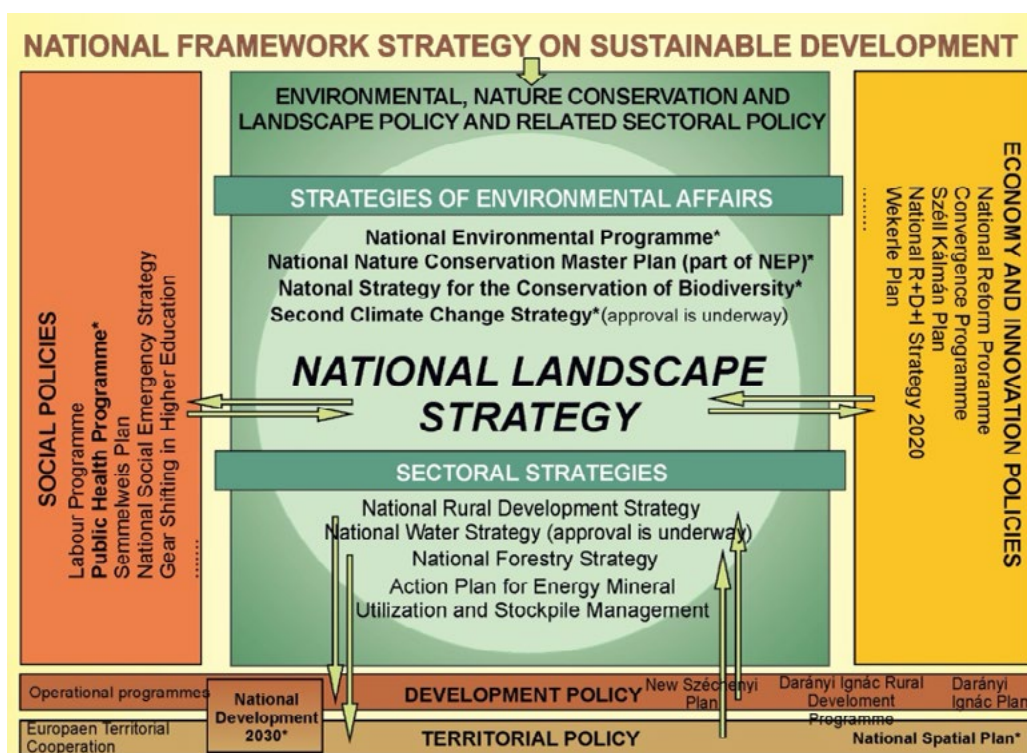 NATIONAL FRAMEWORK STRATEGY ON SUSTAINABLE DEVELOPMENT
SOCIAL POLICIES
Labour Programme
Public Health Programme*
Semmelweis Plan
National Social Emergency Strategy
Gear Shifting in Higher Education
........
ENVIRONMENTAL, NATURE CONSERVATION AND
LANDSCAPE POLICY AND RELATED SECTORAL POLICY
STRATEGIES OF ENVIRONMENTAL AFFAIRS
National Environmental Programme*
National Nature Conservation Master Plan (part of NEP)*
Natonal Strategy for the Conservation of Biodiversity*
Second Climate Change Strategy* (approval is underway)
NATIONAL LANDSCAPE
STRATEGY
SECTORAL STRATEGIES
National Rural Development Strategy
National Water Strategy (approval is underway)
National Forestry Strategy
Action Plan for Energy Mineral
Utilization and Stockpile Management
ECONOMY AND INNOVATION POLICIES
National Reform Proramme
Convergence Programme
Széll Kálmán Plan
National R+D+I Strategy 2020
Wekerle Plan
........
Operational programmes
National
Development
2030*
DEVELOPMENT POLICY
New Széchenyi
Plan
Darányi Ignác Rural
Develoment
Programme
Darányi
Ignác Plan
Europaen Territorial
Cooperation
TERRITORIAL POLICY
National Spatial Plan*